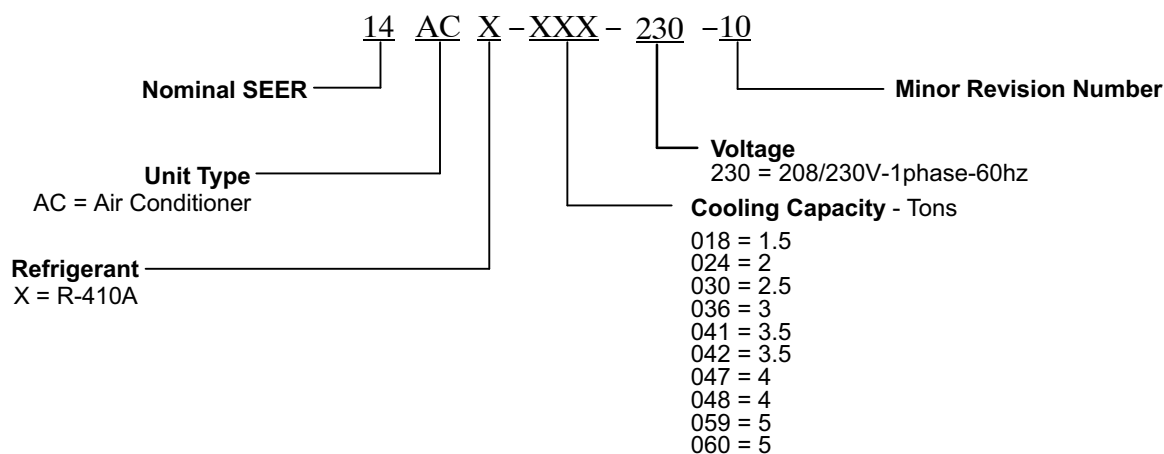 14 AC X – XXX – 230 – 10
Nominal SEER
Minor Revision Number
Voltage
230 = 208/230V-1phase-60hz
Unit Type
AC = Air Conditioner
Cooling Capacity - Tons
018 = 1.5
024 = 2
030 = 2.5
036 = 3
041 = 3.5
042 = 3.5
047 = 4
048 = 4
059 = 5
060 = 5
Refrigerant
X = R-410A